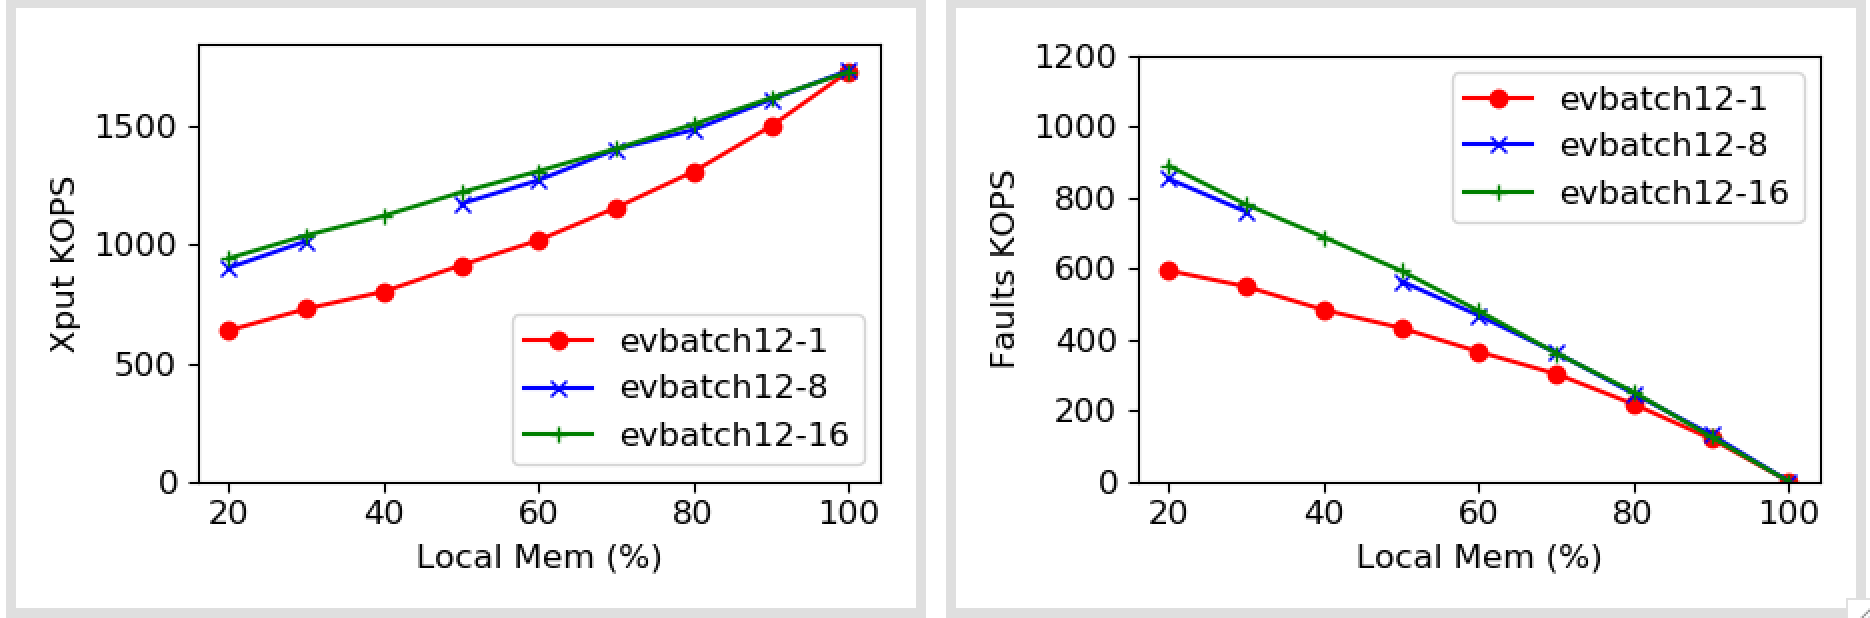 1500
1000
500
0
20 40 60 80 100
Xput KOPS
Local Mem (%)
evbatch12-1
evbatch12-8
evbatch12-16
1200
1000
800
600
400
200
0
20 40 60 80 100
Faults KOPS
Local Mem (%)
evbatch12-1
evbatch12-8
evbatch12-16